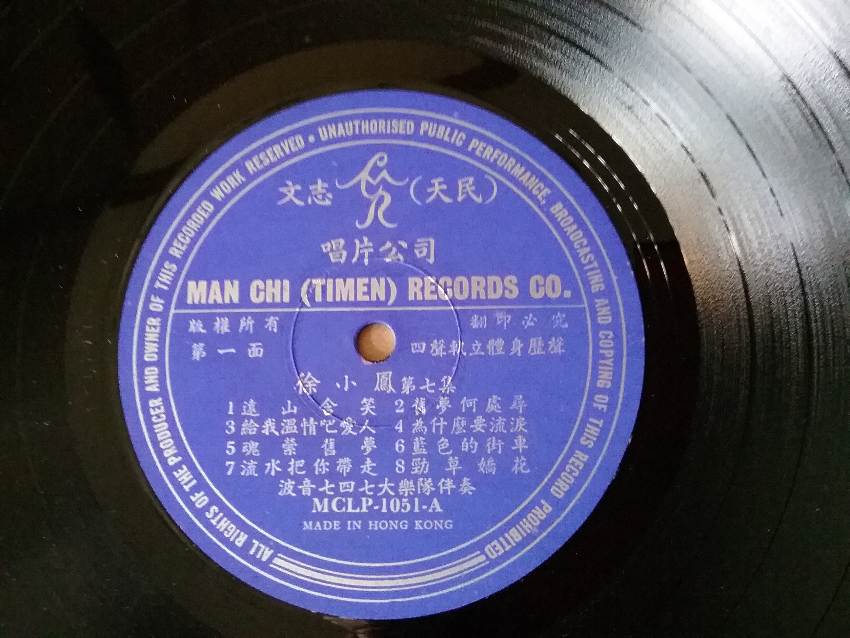 ALL RIGHTS OF THE PRODUCER AND OWNER OF THIS RECORDED WORK RESERVED • UNAUTHORISED PUBLIC PERFORMANCE, BROADCASTING AND COPYING OF THIS RECORD PROHIBITED
文志 (天民)
唱片公司
MAN CHI (TIMEN) RECORDS CO.
版權所有 翻印必究
第一面 四聲軌立體身歷聲
徐小鳳第七集
1遠山含笑 2舊夢何處尋
3給我溫情吧愛人 4為什麼要流淚
5魂縈舊夢 6藍色的街車
7流水把你帶走 8勁草嬌花
波音七四七大樂隊伴奏
MCLP-1051-A
MADE IN HONG KONG